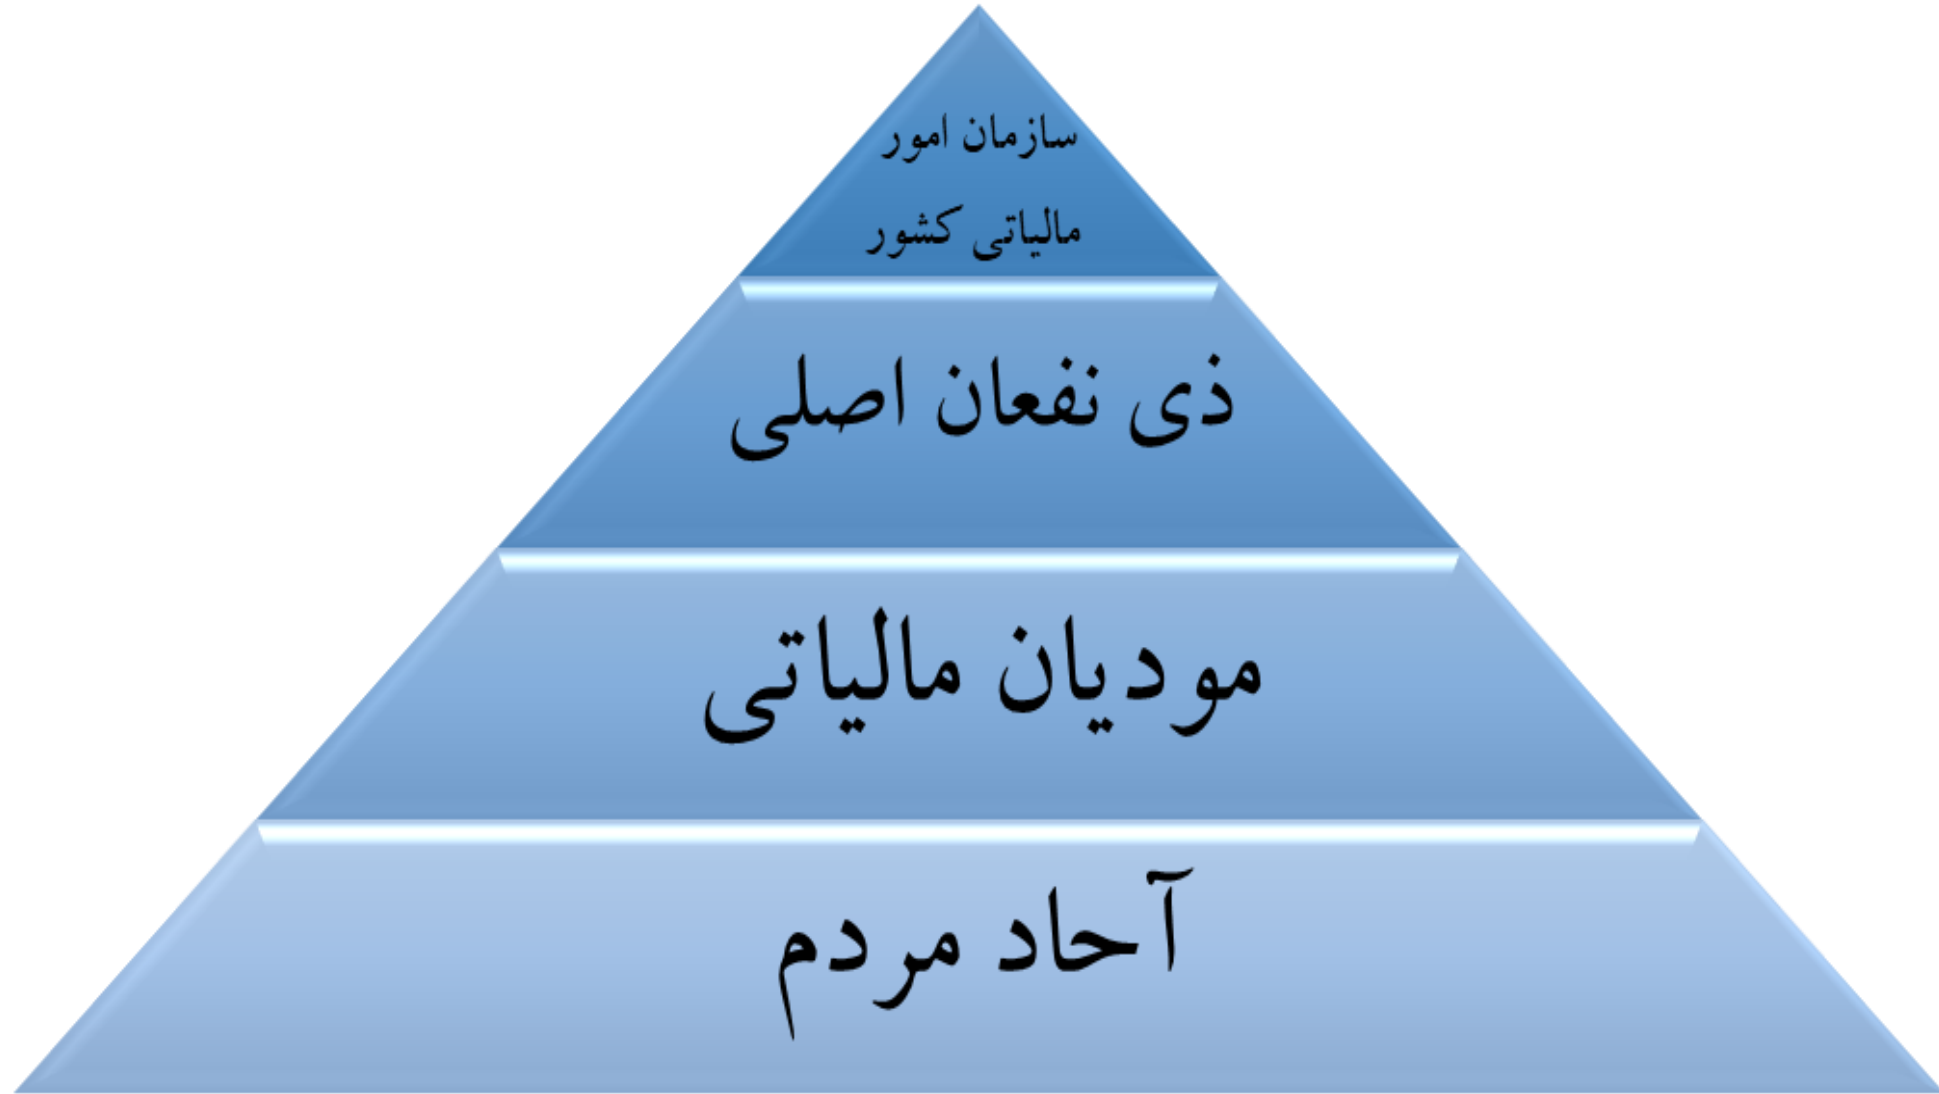 سازمان امور
مالیاتی کشور
ذی نفعان اصلی
مودیان مالیاتی
آحاد مردم